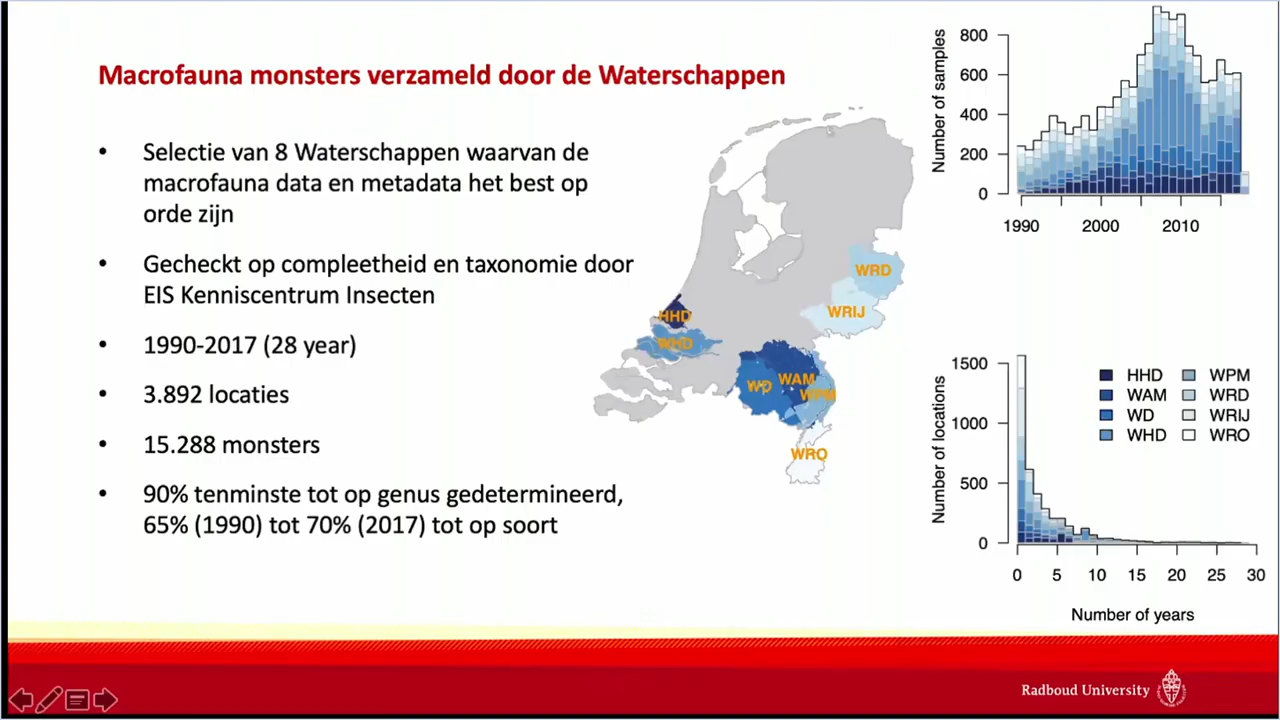 Macrofauna monsters verzameld door de Waterschappen
• Selectie van 8 Waterschappen waarvan de
macrofauna data en metadata het best op
orde zijn
• Gecheckt op compleetheid en taxonomie door
EIS Kenniscentrum Insecten
• 1990-2017 (28 year)
• 3.892 locaties
• 15.288 monsters
• 90% tenminste tot op genus gedetermineerd,
65% (1990) tot 70% (2017) tot op soort
WRD
WRIJ
HHD
WHD
WAM
WD
WPM
WRO
Number of samples
800
600
400
200
0
1990 2000 2010
Number of locations
1500
1000
500
0
HHD WPM
WAM WRD
WD WRIJ
WHD WRO
0 5 10 15 20 25 30
Number of years
Radboud University